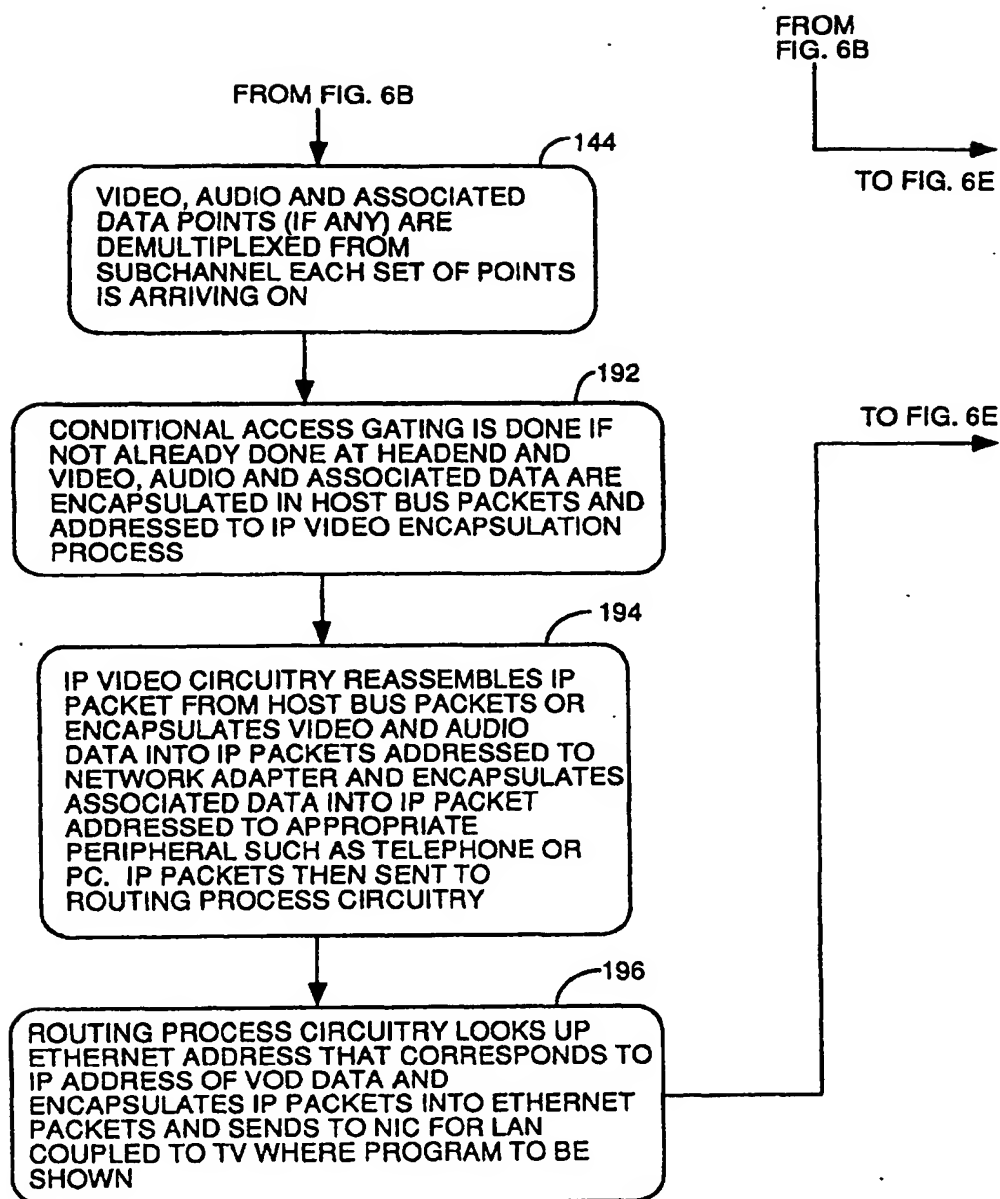 FROM
FIG. 6B
TO FIG. 6E
FROM FIG. 6B
144
VIDEO, AUDIO AND ASSOCIATED
DATA POINTS (IF ANY) ARE
DEMULTIPLEXED FROM
SUBCHANNEL EACH SET OF POINTS
IS ARRIVING ON
192
CONDITIONAL ACCESS GATING IS DONE IF
NOT ALREADY DONE AT HEADEND AND
VIDEO, AUDIO AND ASSOCIATED DATA ARE
ENCAPSULATED IN HOST BUS PACKETS AND
ADDRESSED TO IP VIDEO ENCAPSULATION
PROCESS
TO FIG. 6E
194
IP VIDEO CIRCUITRY REASSEMBLES IP
PACKET FROM HOST BUS PACKETS OR
ENCAPSULATES VIDEO AND AUDIO
DATA INTO IP PACKETS ADDRESSED TO
NETWORK ADAPTER AND ENCAPSULATES
ASSOCIATED DATA INTO IP PACKET
ADDRESSED TO APPROPRIATE
PERIPHERAL SUCH AS TELEPHONE OR
PC. IP PACKETS THEN SENT TO
ROUTING PROCESS CIRCUITRY
196
ROUTING PROCESS CIRCUITRY LOOKS UP
ETHERNET ADDRESS THAT CORRESPONDS TO
IP ADDRESS OF VOD DATA AND
ENCAPSULATES IP PACKETS INTO ETHERNET
PACKETS AND SENDS TO NIC FOR LAN
COUPLED TO TV WHERE PROGRAM TO BE
SHOWN